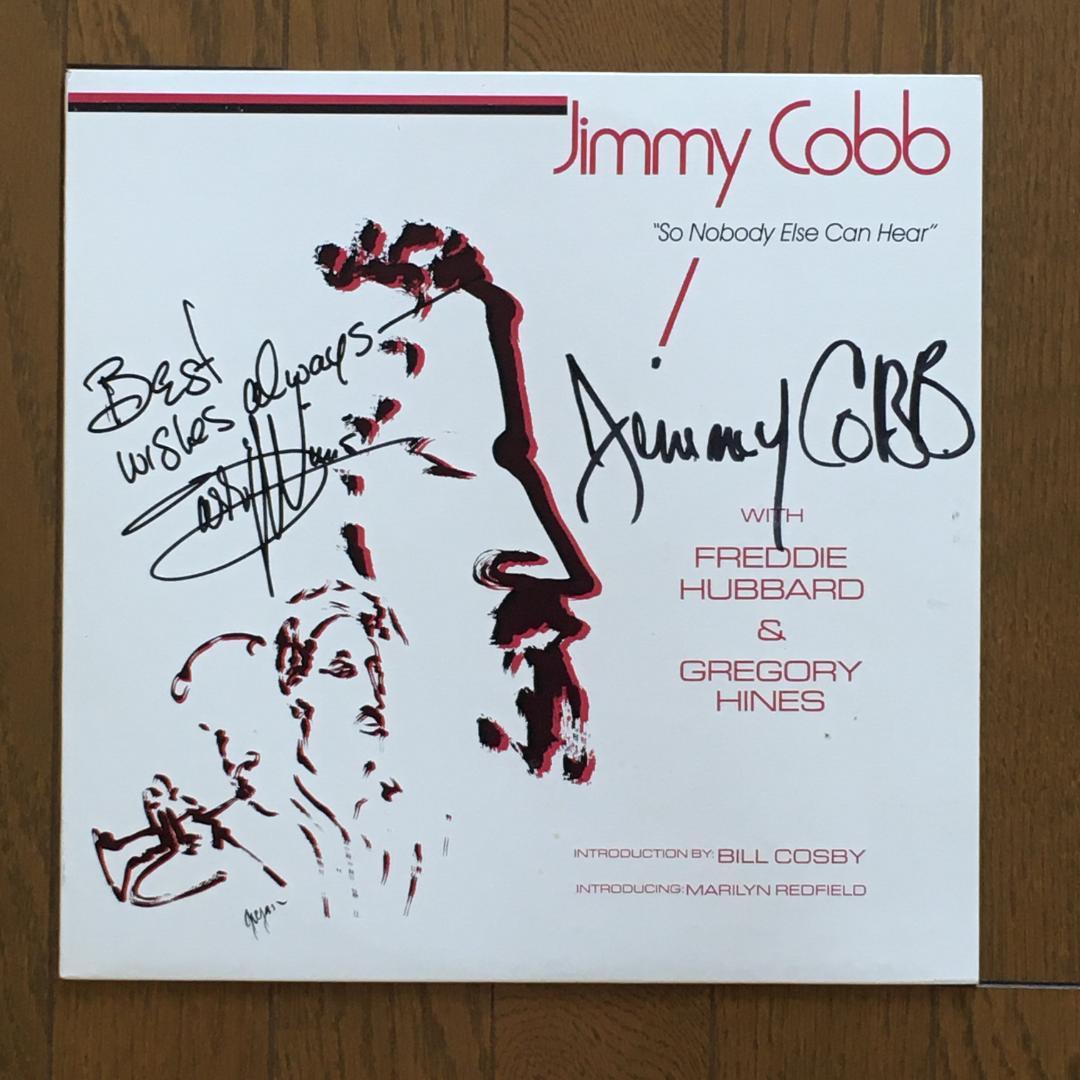 Jimmy Cobb
"So Nobody Else Can Hear"
Best
wishes always
Jimmy COBB
WITH
FREDDIE
HUBBARD
&
GREGORY
HINES
INTRODUCTION BY: BILL COSBY
INTRODUCING: MARILYN REDFIELD